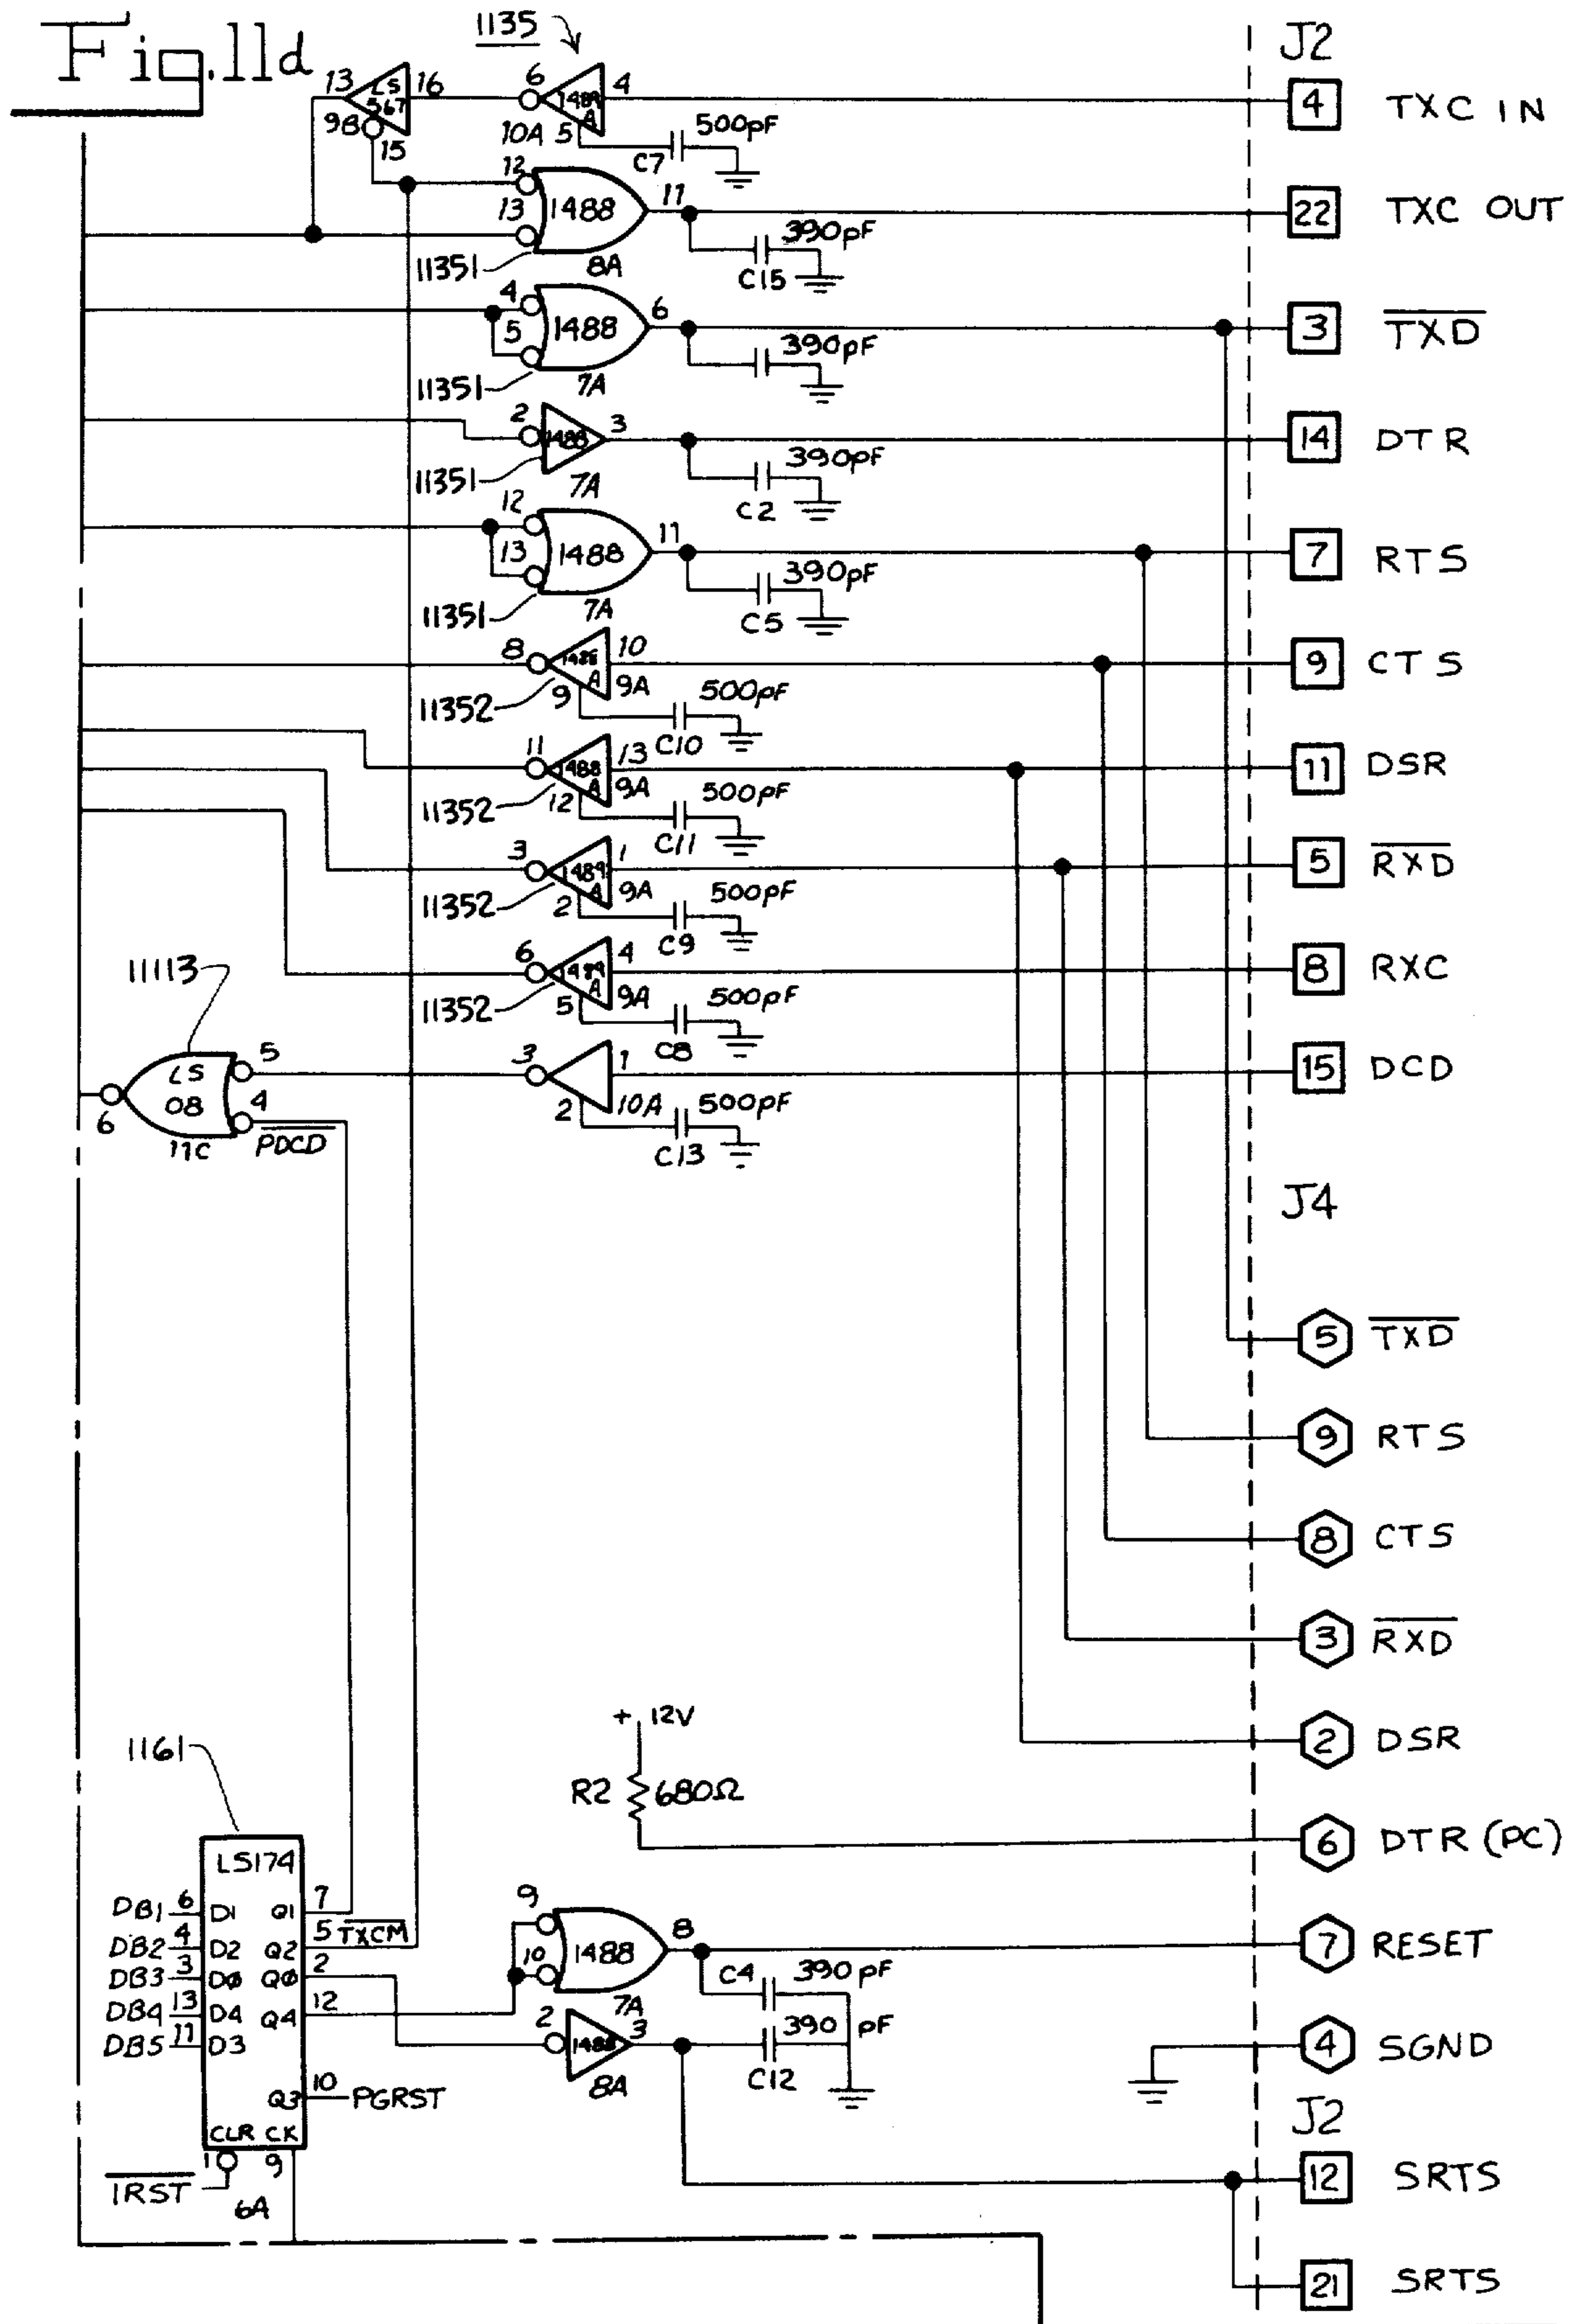 Fig. 11d
1135
J2
13 LS 567 16 6 1489 A 4 4 TXC IN
9B 15 10A 5 C7 500pF
12 13 1488 11 22 TXC OUT
11351 8A C15 390pF
4 5 1488 6 3 TXD
11351 7A 390pF
2 1488 3 14 DTR
11351 7A C2 390pF
12 13 1488 11 7 RTS
11351 7A C5 390pF
8 A 10 9 CTS
11352 9 9A C10 500pF
11 1488 A 13 11 DSR
11352 12 9A C11 500pF
3 1489 A 1 5 RXD
11352 2 9A C9 500pF
6 1489 A 4 8 RXC
11352 5 9A C8 500pF
11113
6 LS 08 5 3 1 15 DCD
11C 4 PDCD 2 10A C13 500pF
J4
5 TXD
9 RTS
8 CTS
3 RXD
2 DSR
+ 12V
R2 680Ω
6 DTR (PC)
1161
LS174
DB1 6 D1 Q1 7
DB2 4 D2 Q2 5 TXCM
DB3 3 DØ QØ 2
DB4 13 D4 Q4 12
DB5 11 D3
Q3 10 PGRST
CLR CK
1 9
IRST
6A
9 10 1488 8 7 RESET
7A C4 390pF
2 1488 3 390 pF
8A C12
4 SGND
J2
12 SRTS
21 SRTS